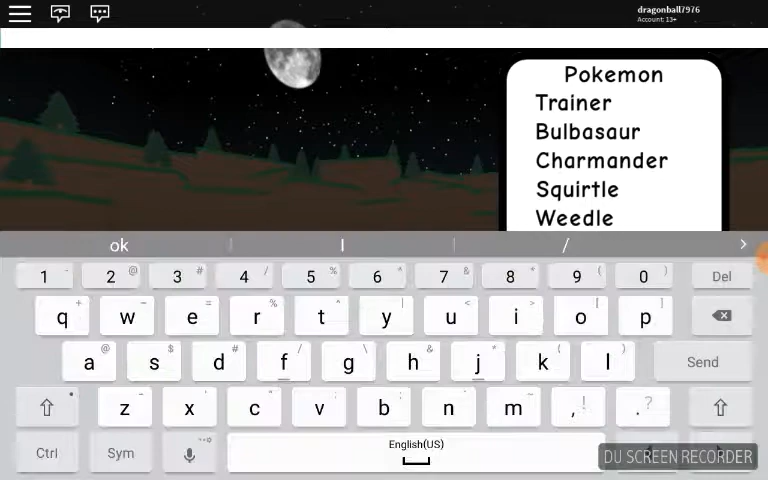 dragonball7976
Account: 13+
Pokemon
Trainer
Bulbasaur
Charmander
Squirtle
Weedle
ok | /
1 2 3 4 5 6 7 8 9 0 Del
q w e r t y u i o p
a s d f g h j k l Send
z x c v b n m , ! . ?
Ctrl Sym English(US)
DU SCREEN RECORDER